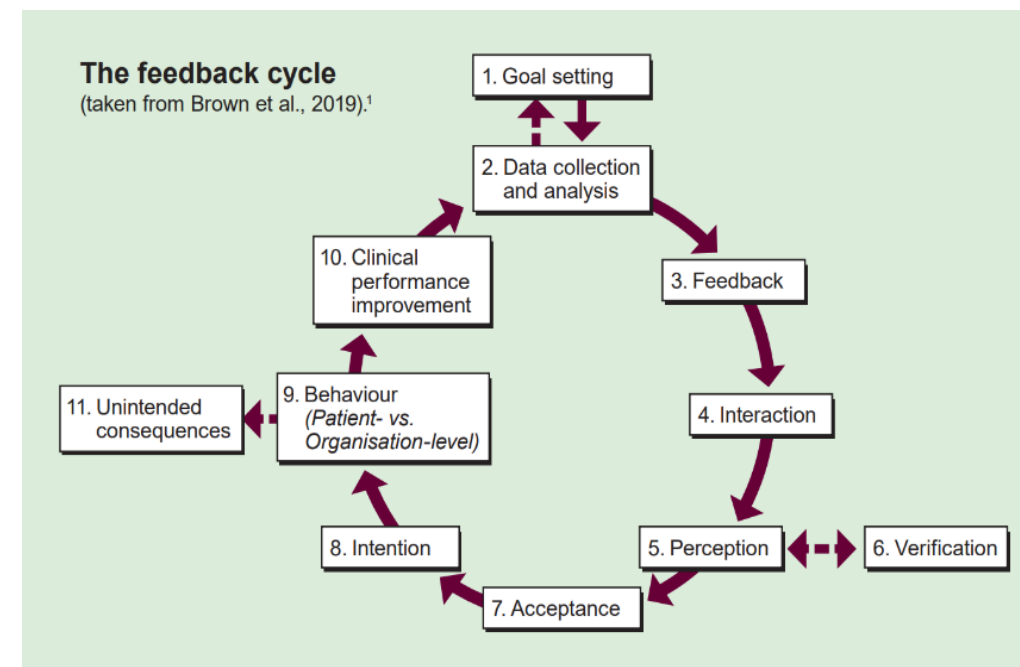 The feedback cycle
(taken from Brown et al., 2019).¹
1. Goal setting
2. Data collection
and analysis
3. Feedback
4. Interaction
5. Perception
6. Verification
7. Acceptance
8. Intention
9. Behaviour
(Patient- vs.
Organisation-level)
10. Clinical
performance
improvement
11. Unintended
consequences